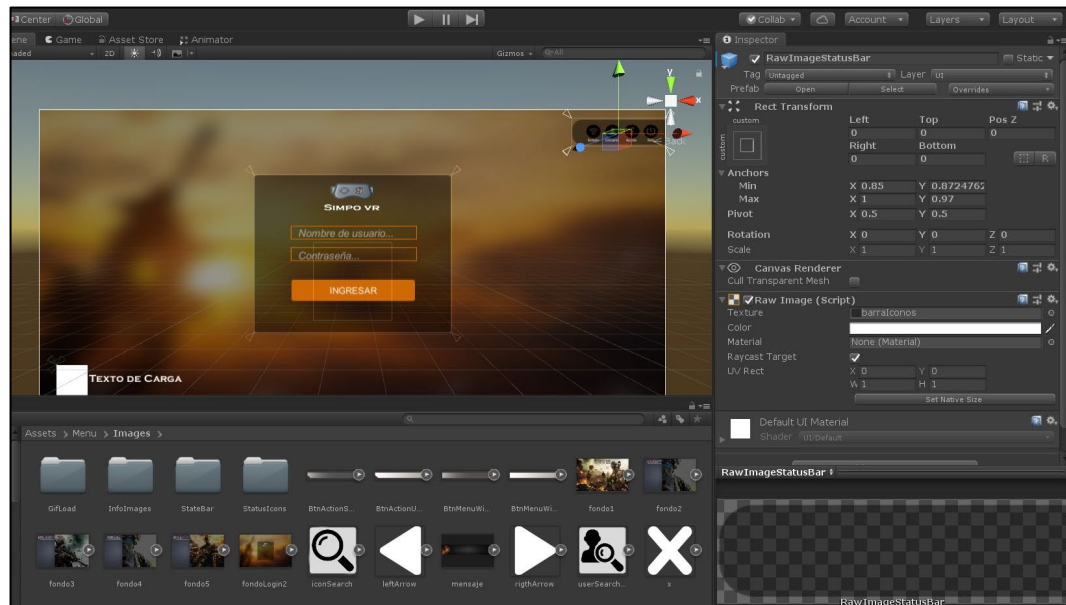 Center Global
Collab
Account
Layers
Layout
Game Asset Store Animator
2D
Gizmos
All
SIMPO VR
Nombre de usuario...
Contraseña...
INGRESAR
TEXTO DE CARGA
Inspector
RawImageStatusBar Static
Tag Untagged Layer UI
Prefab Open Select Overrides
Rect Transform
custom Left Top Pos Z
custom
0 0 0
Right Bottom
0 0 R
Anchors
Min X 0.85 Y 0.8724762
Max X 1 Y 0.97
Pivot X 0.5 Y 0.5
Rotation X 0 Y 0 Z 0
Scale X 1 Y 1 Z 1
Canvas Renderer
Cull Transparent Mesh
Raw Image (Script)
Texture barraIconos
Color
Material None (Material)
Raycast Target
UV Rect X 0 Y 0
W 1 H 1
Set Native Size
Default UI Material
Shader UI/Default
RawImageStatusBar
RawImageStatusBar
Assets > Menu > Images >
GifLoad InfoImages StateBar StatusIcons BtnActionS... BtnActionU... BtnMenuWi... BtnMenuWi... fondo1 fondo2
fondo3 fondo4 fondo5 fondoLogin2 iconSearch leftArrow mensaje rigthArrow userSearch... x